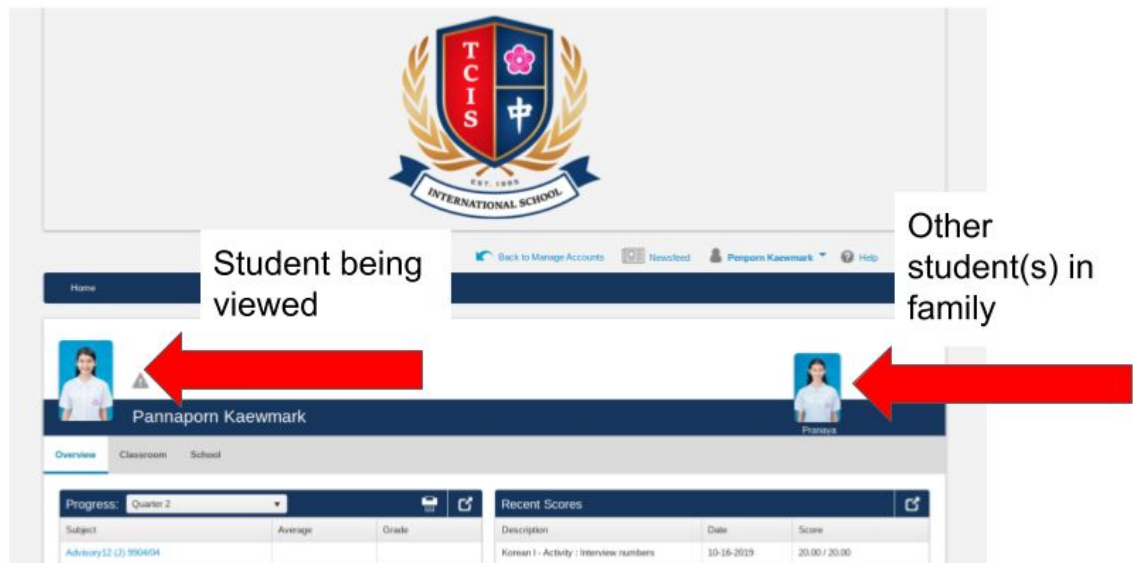 T
C
I
S
中
EST. 1995
INTERNATIONAL SCHOOL
Back to Manage Accounts Newsfeed Penporn Kaewmark Help
Student being
viewed
Other
student(s) in
family
Home
Pannaporn Kaewmark
Pranaya
Overview Classroom School
Progress: Quarter 2
Subject Average Grade
Advisory12 (J) 9904/04
Recent Scores
Description Date Score
Korean I - Activity : Interview numbers 10-16-2019 20.00 / 20.00